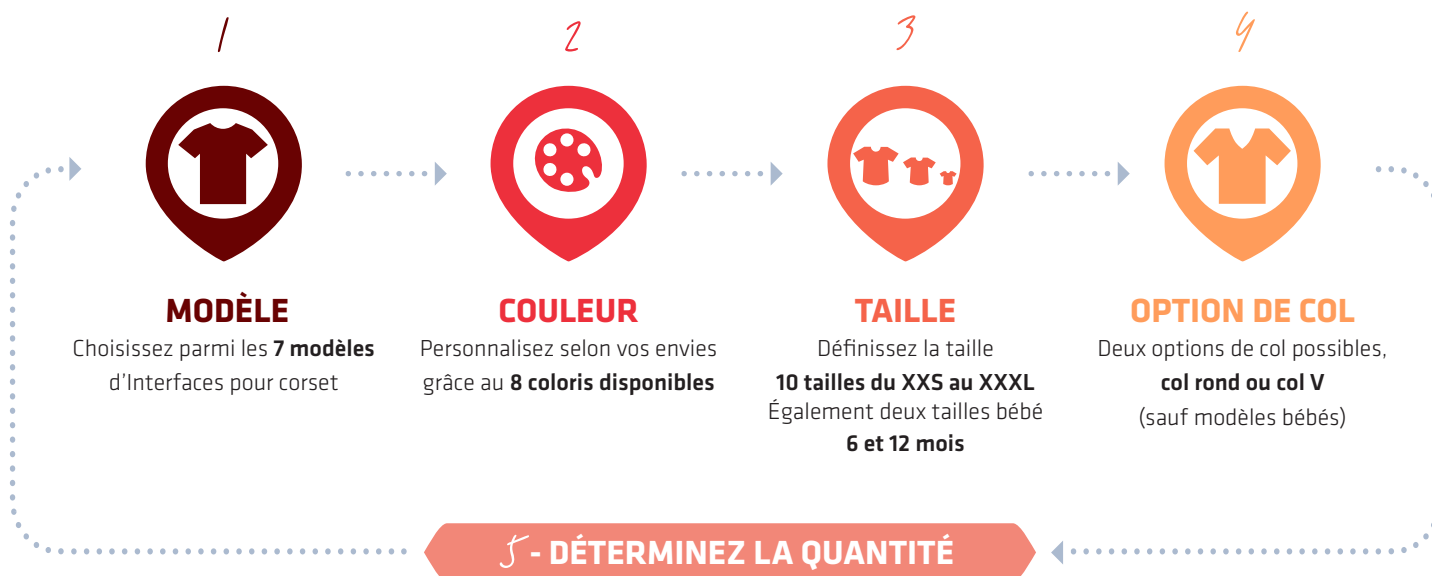 1
MODÈLE
Choisissez parmi les 7 modèles
d'Interfaces pour corset
2
COULEUR
Personnalisez selon vos envies
grâce au 8 coloris disponibles
3
TAILLE
Définissez la taille
10 tailles du XXS au XXXL
Également deux tailles bébé
6 et 12 mois
4
OPTION DE COL
Deux options de col possibles,
col rond ou col V
(sauf modèles bébés)
5 - DÉTERMINEZ LA QUANTITÉ